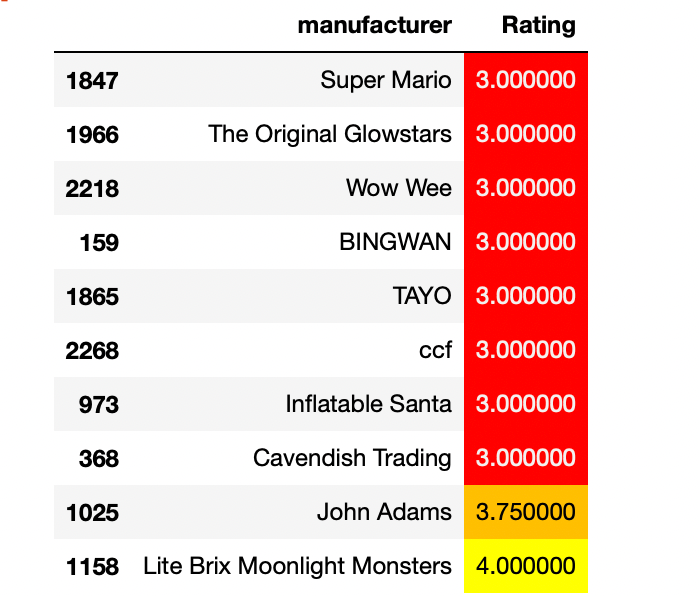 manufacturer Rating
1847 Super Mario 3.000000
1966 The Original Glowstars 3.000000
2218 Wow Wee 3.000000
159 BINGWAN 3.000000
1865 TAYO 3.000000
2268 ccf 3.000000
973 Inflatable Santa 3.000000
368 Cavendish Trading 3.000000
1025 John Adams 3.750000
1158 Lite Brix Moonlight Monsters 4.000000